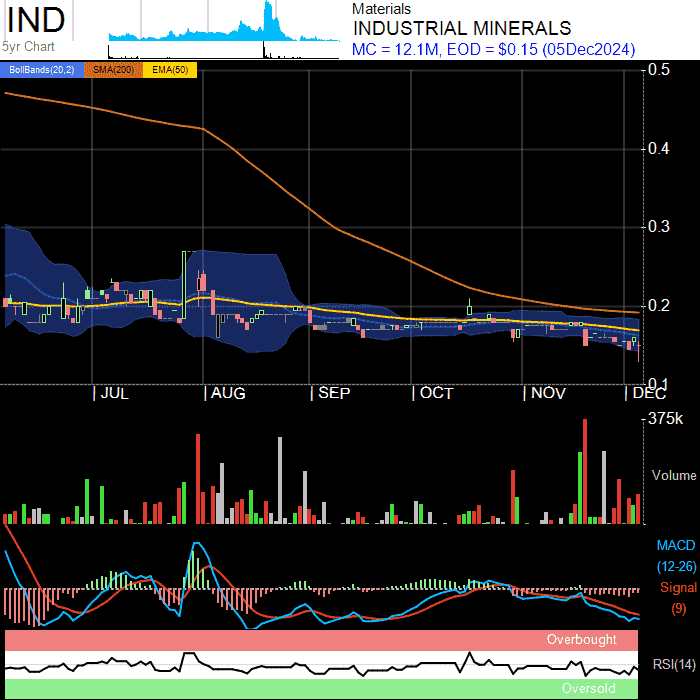 IND
5yr Chart
Materials
INDUSTRIAL MINERALS
MC = 12.1M, EOD = $0.15 (05Dec2024)
BollBands(20,2) SMA(200) EMA(50)
0.5
0.4
0.3
0.2
0.1
JUL AUG SEP OCT NOV DEC
375k
Volume
MACD
(12-26)
Signal
(9)
Overbought
RSI(14)
Oversold